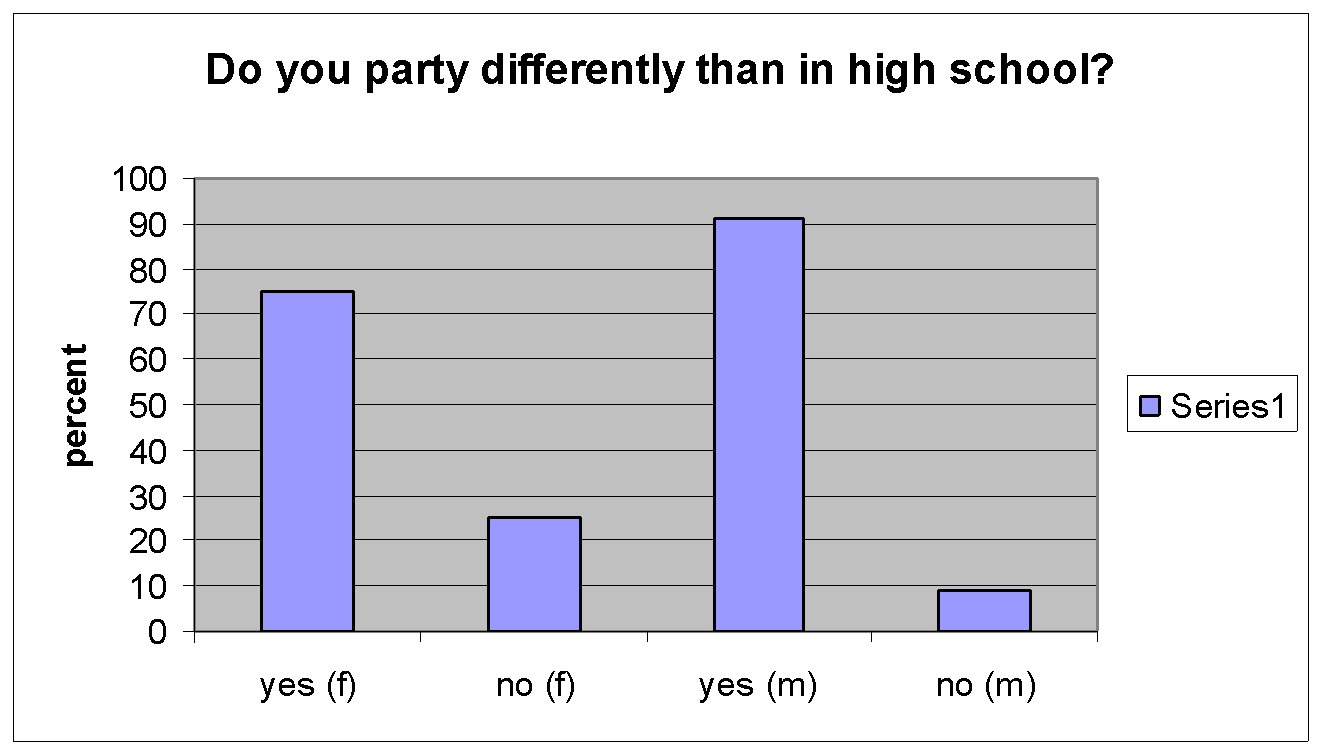 Do you party differently than in high school?
100
90
80
70
60
50
40
30
20
10
0
percent
yes (f) no (f) yes (m) no (m)
Series1